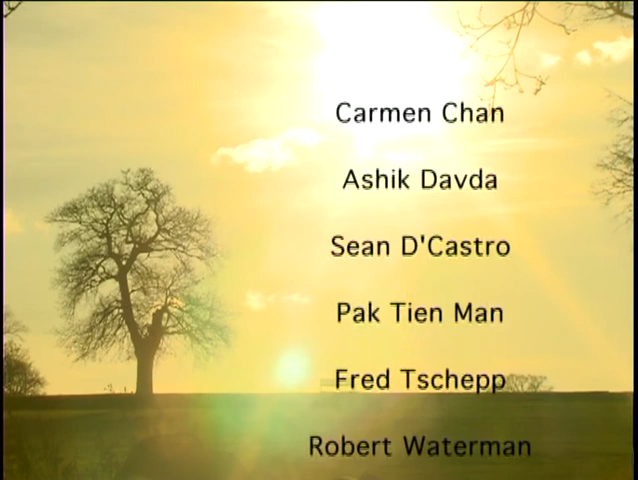 Carmen Chan
Ashik Davda
Sean D'Castro
Pak Tien Man
Fred Tschepp
Robert Waterman